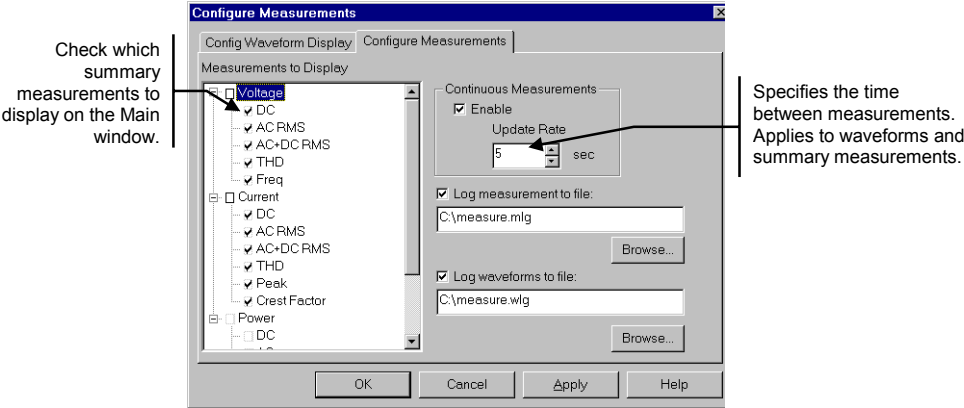 Configure Measurements
Config Waveform Display
Configure Measurements
Check which
summary
measurements to
display on the Main
window.
Measurements to Display
Voltage
DC
AC RMS
AC+DC RMS
THD
Freq
Current
DC
AC RMS
AC+DC RMS
THD
Peak
Crest Factor
Power
DC
Continuous Measurements
Enable
Update Rate
5
sec
Log measurement to file:
C:\measure.mlg
Browse...
Log waveforms to file:
C:\measure.wlg
Browse...
Specifies the time
between measurements.
Applies to waveforms and
summary measurements.
OK
Cancel
Apply
Help